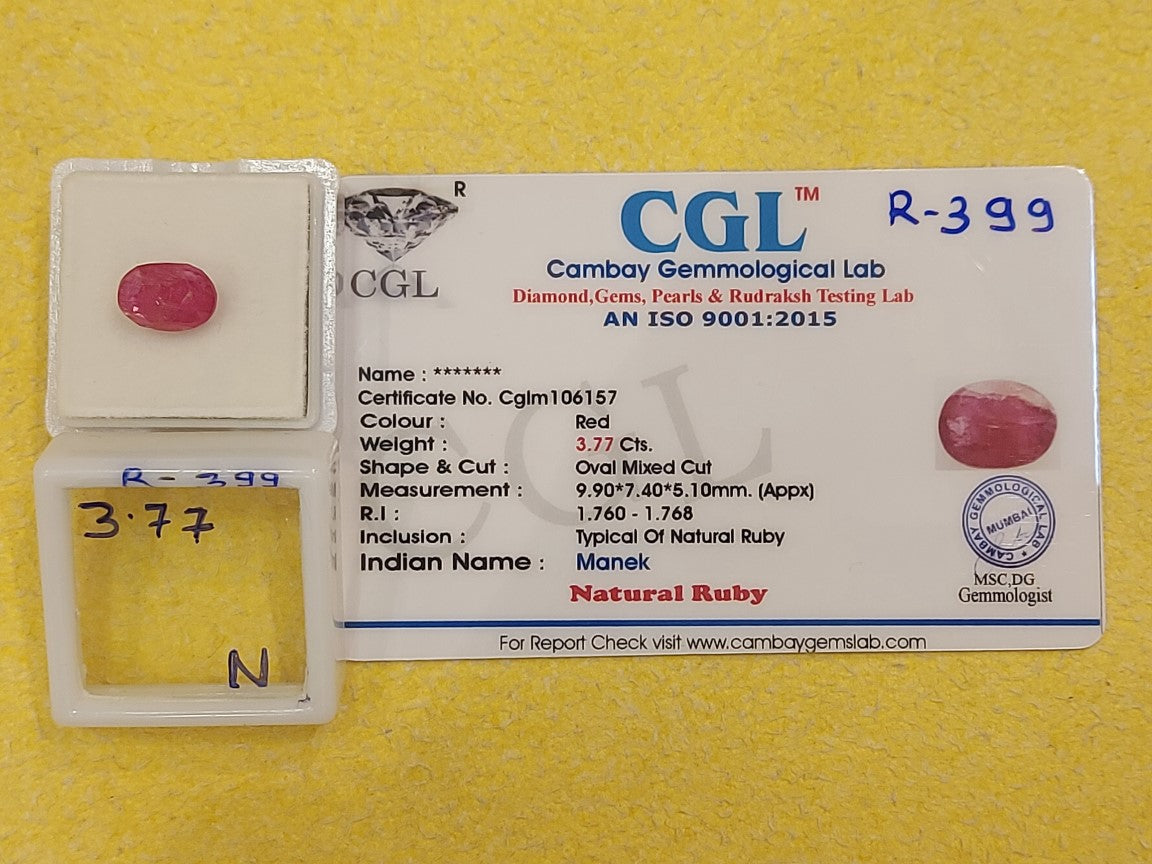 R
CGL
CGL™
Cambay Gemmological Lab
Diamond,Gems, Pearls & Rudraksh Testing Lab
AN ISO 9001:2015
R-399
Name : *******
Certificate No. Cglm106157
Colour : Red
Weight : 3.77 Cts.
Shape & Cut : Oval Mixed Cut
Measurement : 9.90*7.40*5.10mm. (Appx)
R.I : 1.760 - 1.768
Inclusion : Typical Of Natural Ruby
Indian Name : Manek
Natural Ruby
For Report Check visit www.cambaygemslab.com
CAMBAY GEMMOLOGICAL LAB
MUMBAI
MSC,DG
Gemmologist
CGL
R-399
3.77
N